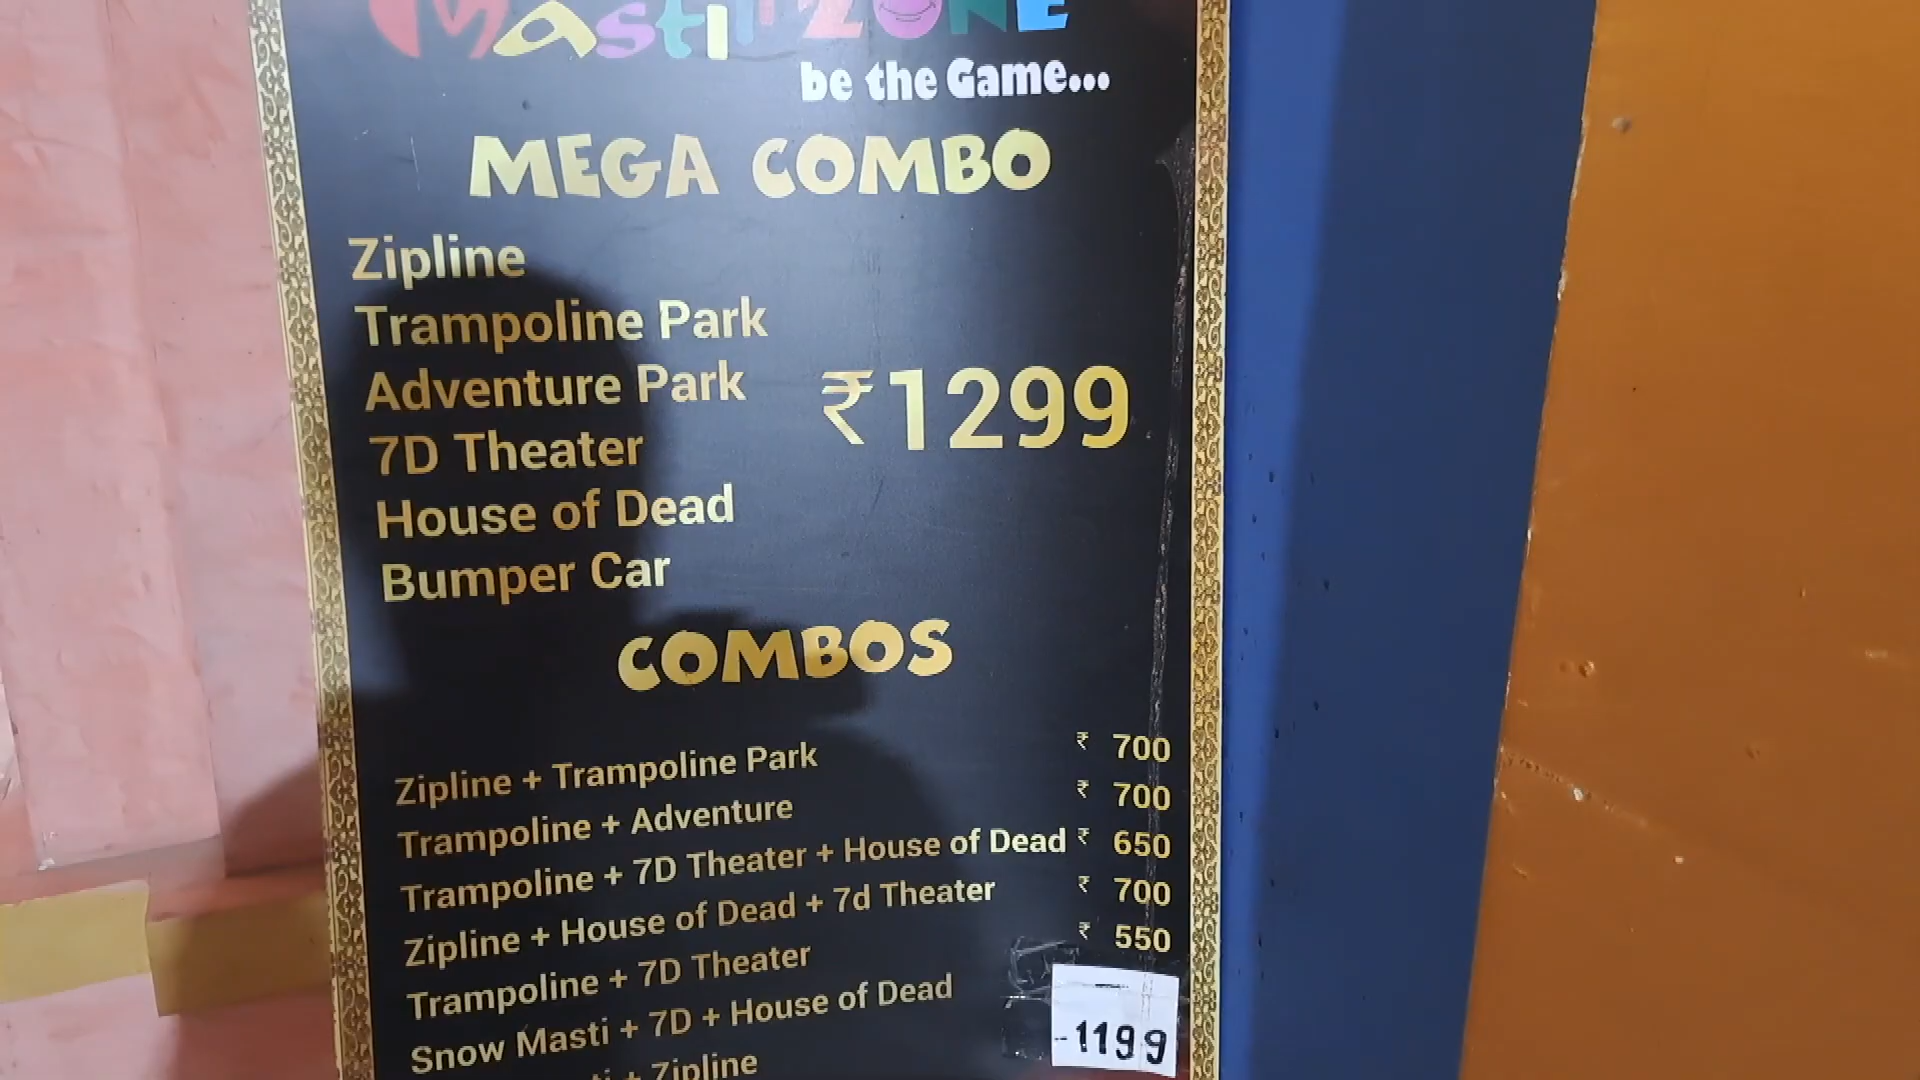 Masti ZONE
be the Game...
MEGA COMBO
Zipline
Trampoline Park
Adventure Park
7D Theater
House of Dead
Bumper Car
₹1299
COMBOS
Zipline + Trampoline Park ₹ 700
Trampoline + Adventure ₹ 700
Trampoline + 7D Theater + House of Dead ₹ 650
Zipline + House of Dead + 7d Theater ₹ 700
Trampoline + 7D Theater ₹ 550
Snow Masti + 7D + House of Dead -1199
+ Zipline